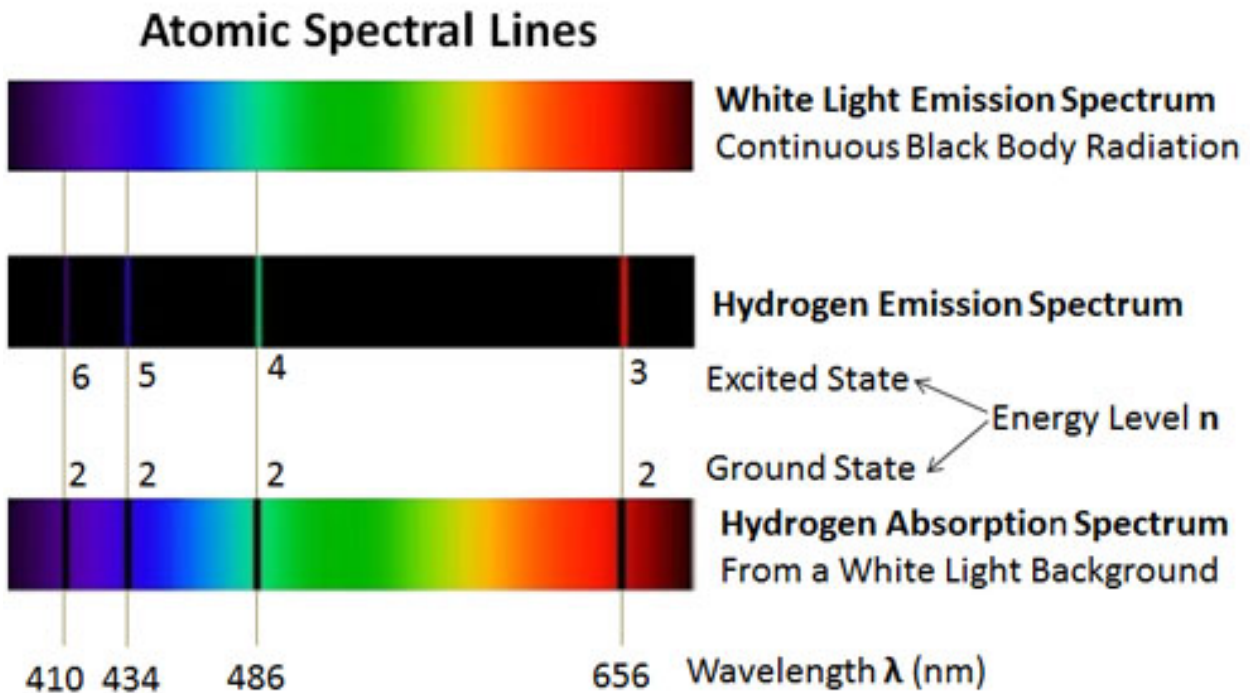 Atomic Spectral Lines
White Light Emission Spectrum
Continuous Black Body Radiation
Hydrogen Emission Spectrum
6 5 4 3 Excited State
Energy Level n
2 2 2 2 Ground State
Hydrogen Absorption Spectrum
From a White Light Background
410 434 486 656 Wavelength λ (nm)